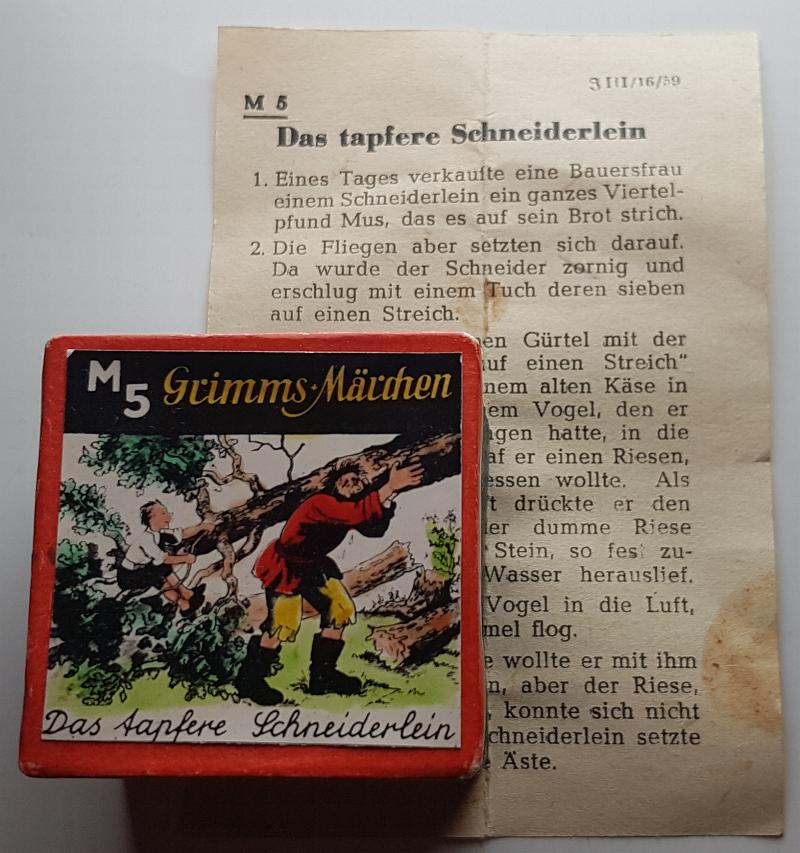 M 5
Grimms Märchen
Das tapfere Schneiderlein
M 5
Das tapfere Schneiderlein
1. Eines Tages verkaufte eine Bauersfrau
einem Schneiderlein ein ganzes Viertel-
pfund Mus, das es auf sein Brot strich.
2. Die Fliegen aber setzten sich darauf.
Da wurde der Schneider zornig und
erschlug mit einem Tuch deren sieben
auf einen Streich.
Gürtel mit der
einen Streich"
alten Käse in
Vogel, den er
hatte, in die
er einen Riesen,
wollte. Als
drückte er den
dumme Riese
Stein, so fest zu-
Wasser herauslief.
Vogel in die Luft,
flog.
wollte er mit ihm
aber der Riese,
konnte sich nicht
setzte
Äste.